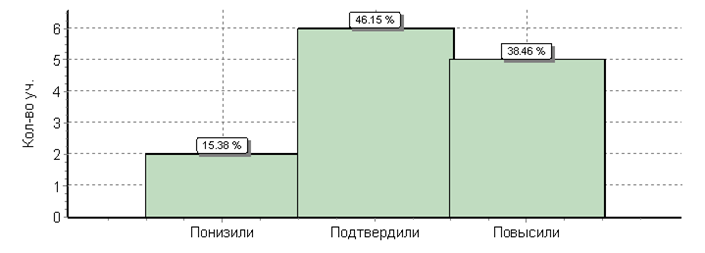 Кол-во уч.
6
5
4
3
2
1
0
15.38 %
46.15 %
38.46 %
Понизили
Подтвердили
Повысили